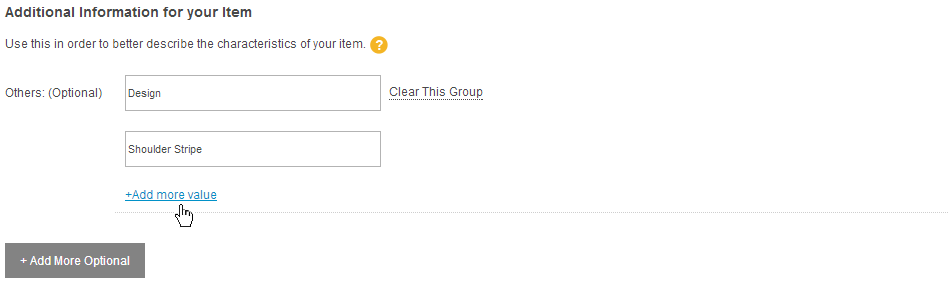 Additional Information for your Item
Use this in order to better describe the characteristics of your item. ?
Others: (Optional) Design Clear This Group
Shoulder Stripe
+Add more value
+ Add More Optional